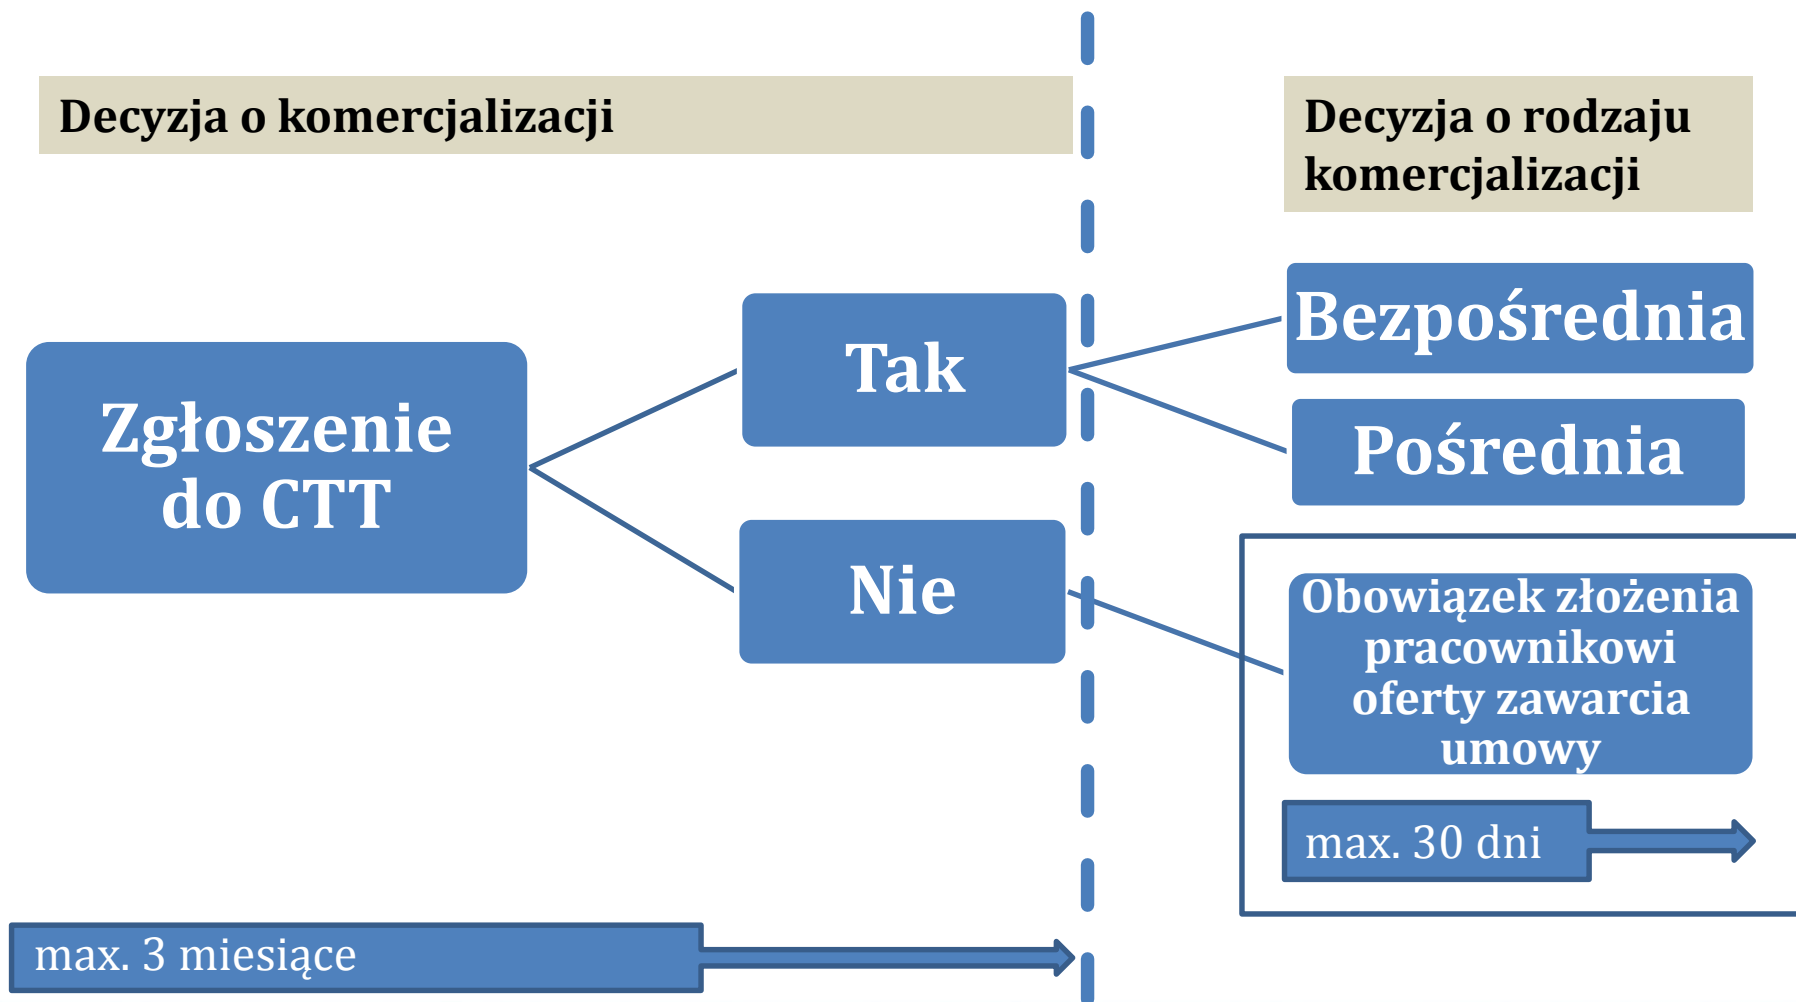 Decyzja o komercjalizacji
Decyzja o rodzaju
komercjalizacji
Zgłoszenie
do CTT
Tak
Nie
Bezpośrednia
Pośrednia
Obowiązek złożenia
pracownikowi
oferty zawarcia
umowy
max. 30 dni
max. 3 miesiące